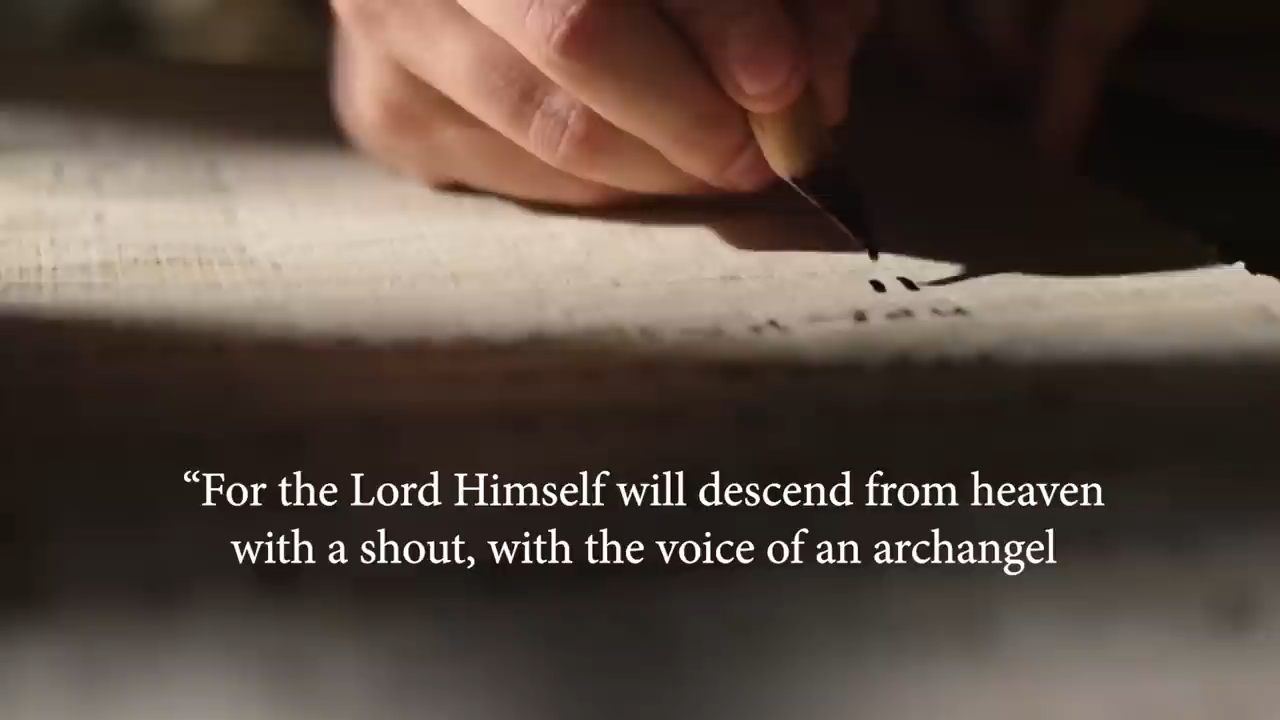 “For the Lord Himself will descend from heaven
with a shout, with the voice of an archangel